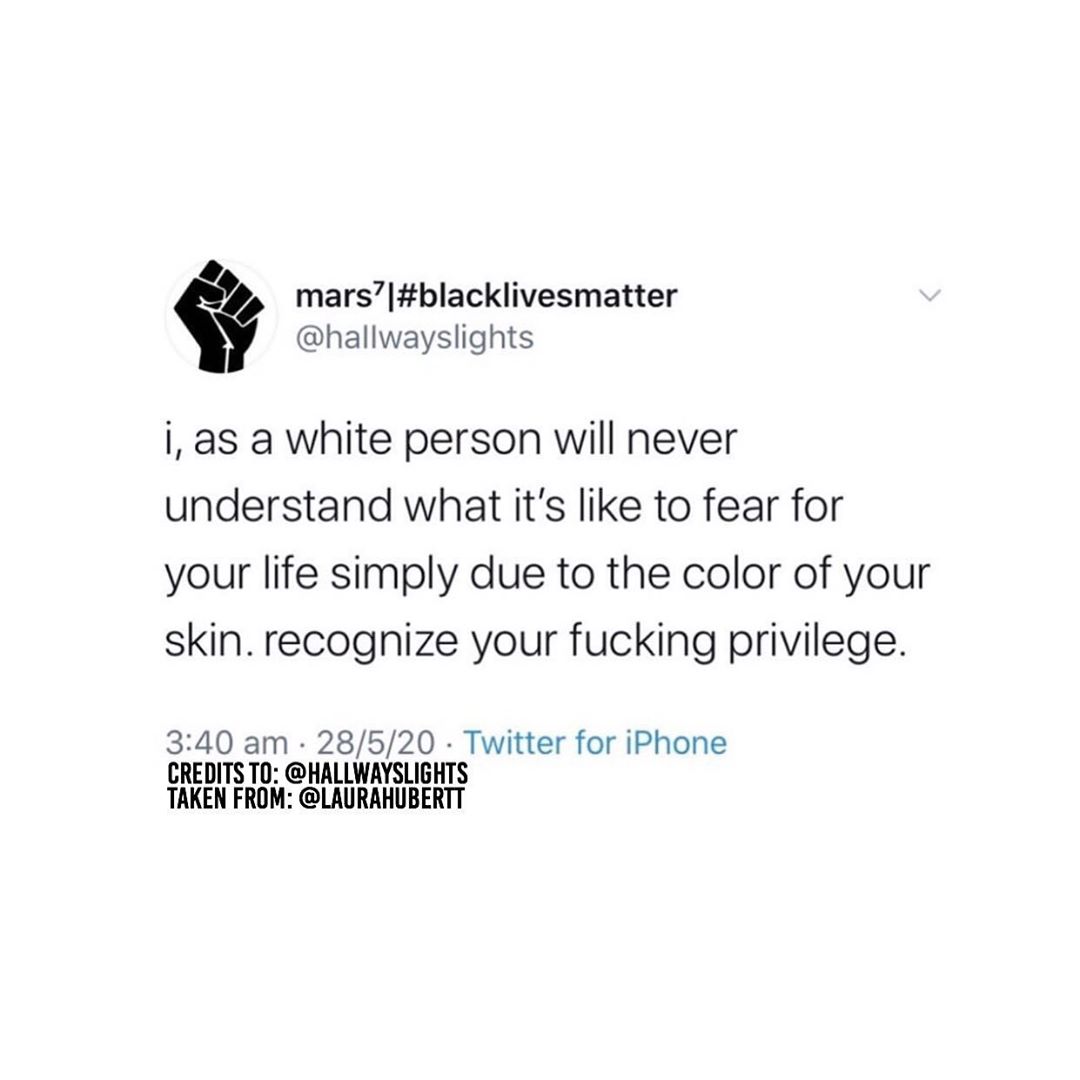 mars⁷|#blacklivesmatter
@hallwayslights
i, as a white person will never
understand what it's like to fear for
your life simply due to the color of your
skin. recognize your fucking privilege.
3:40 am · 28/5/20 · Twitter for iPhone
CREDITS TO: @HALLWAYSLIGHTS
TAKEN FROM: @LAURAHUBERTT